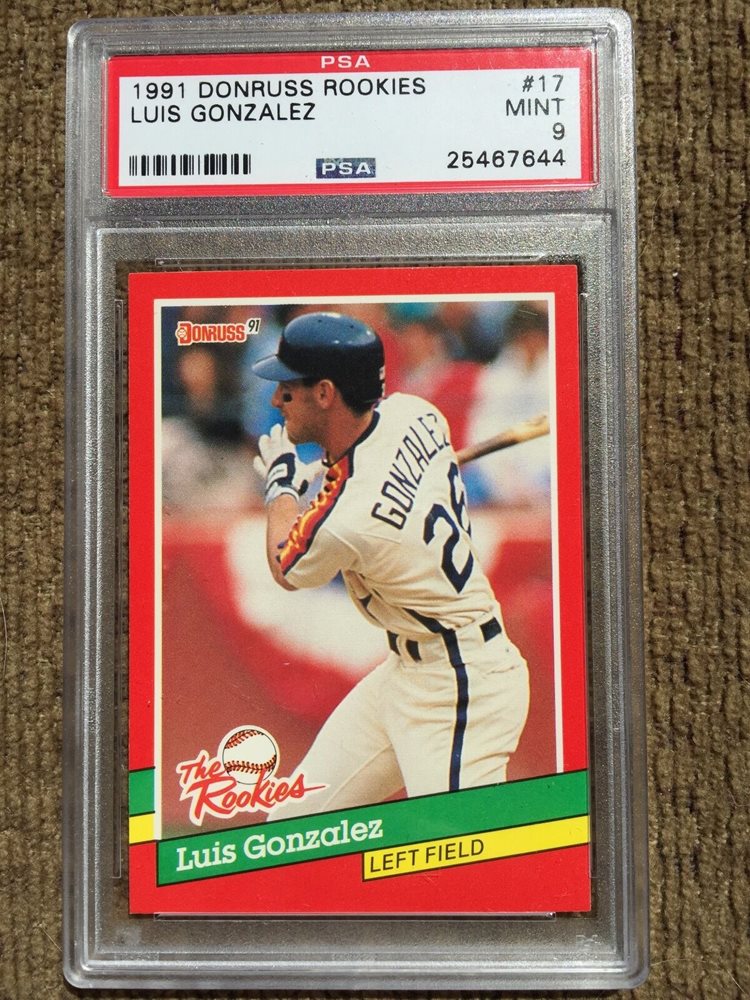 PSA
1991 DONRUSS ROOKIES #17
LUIS GONZALEZ MINT
9
PSA 25467644
DONRUSS 91
GONZALEZ
26
The
Rookies
Luis Gonzalez
LEFT FIELD